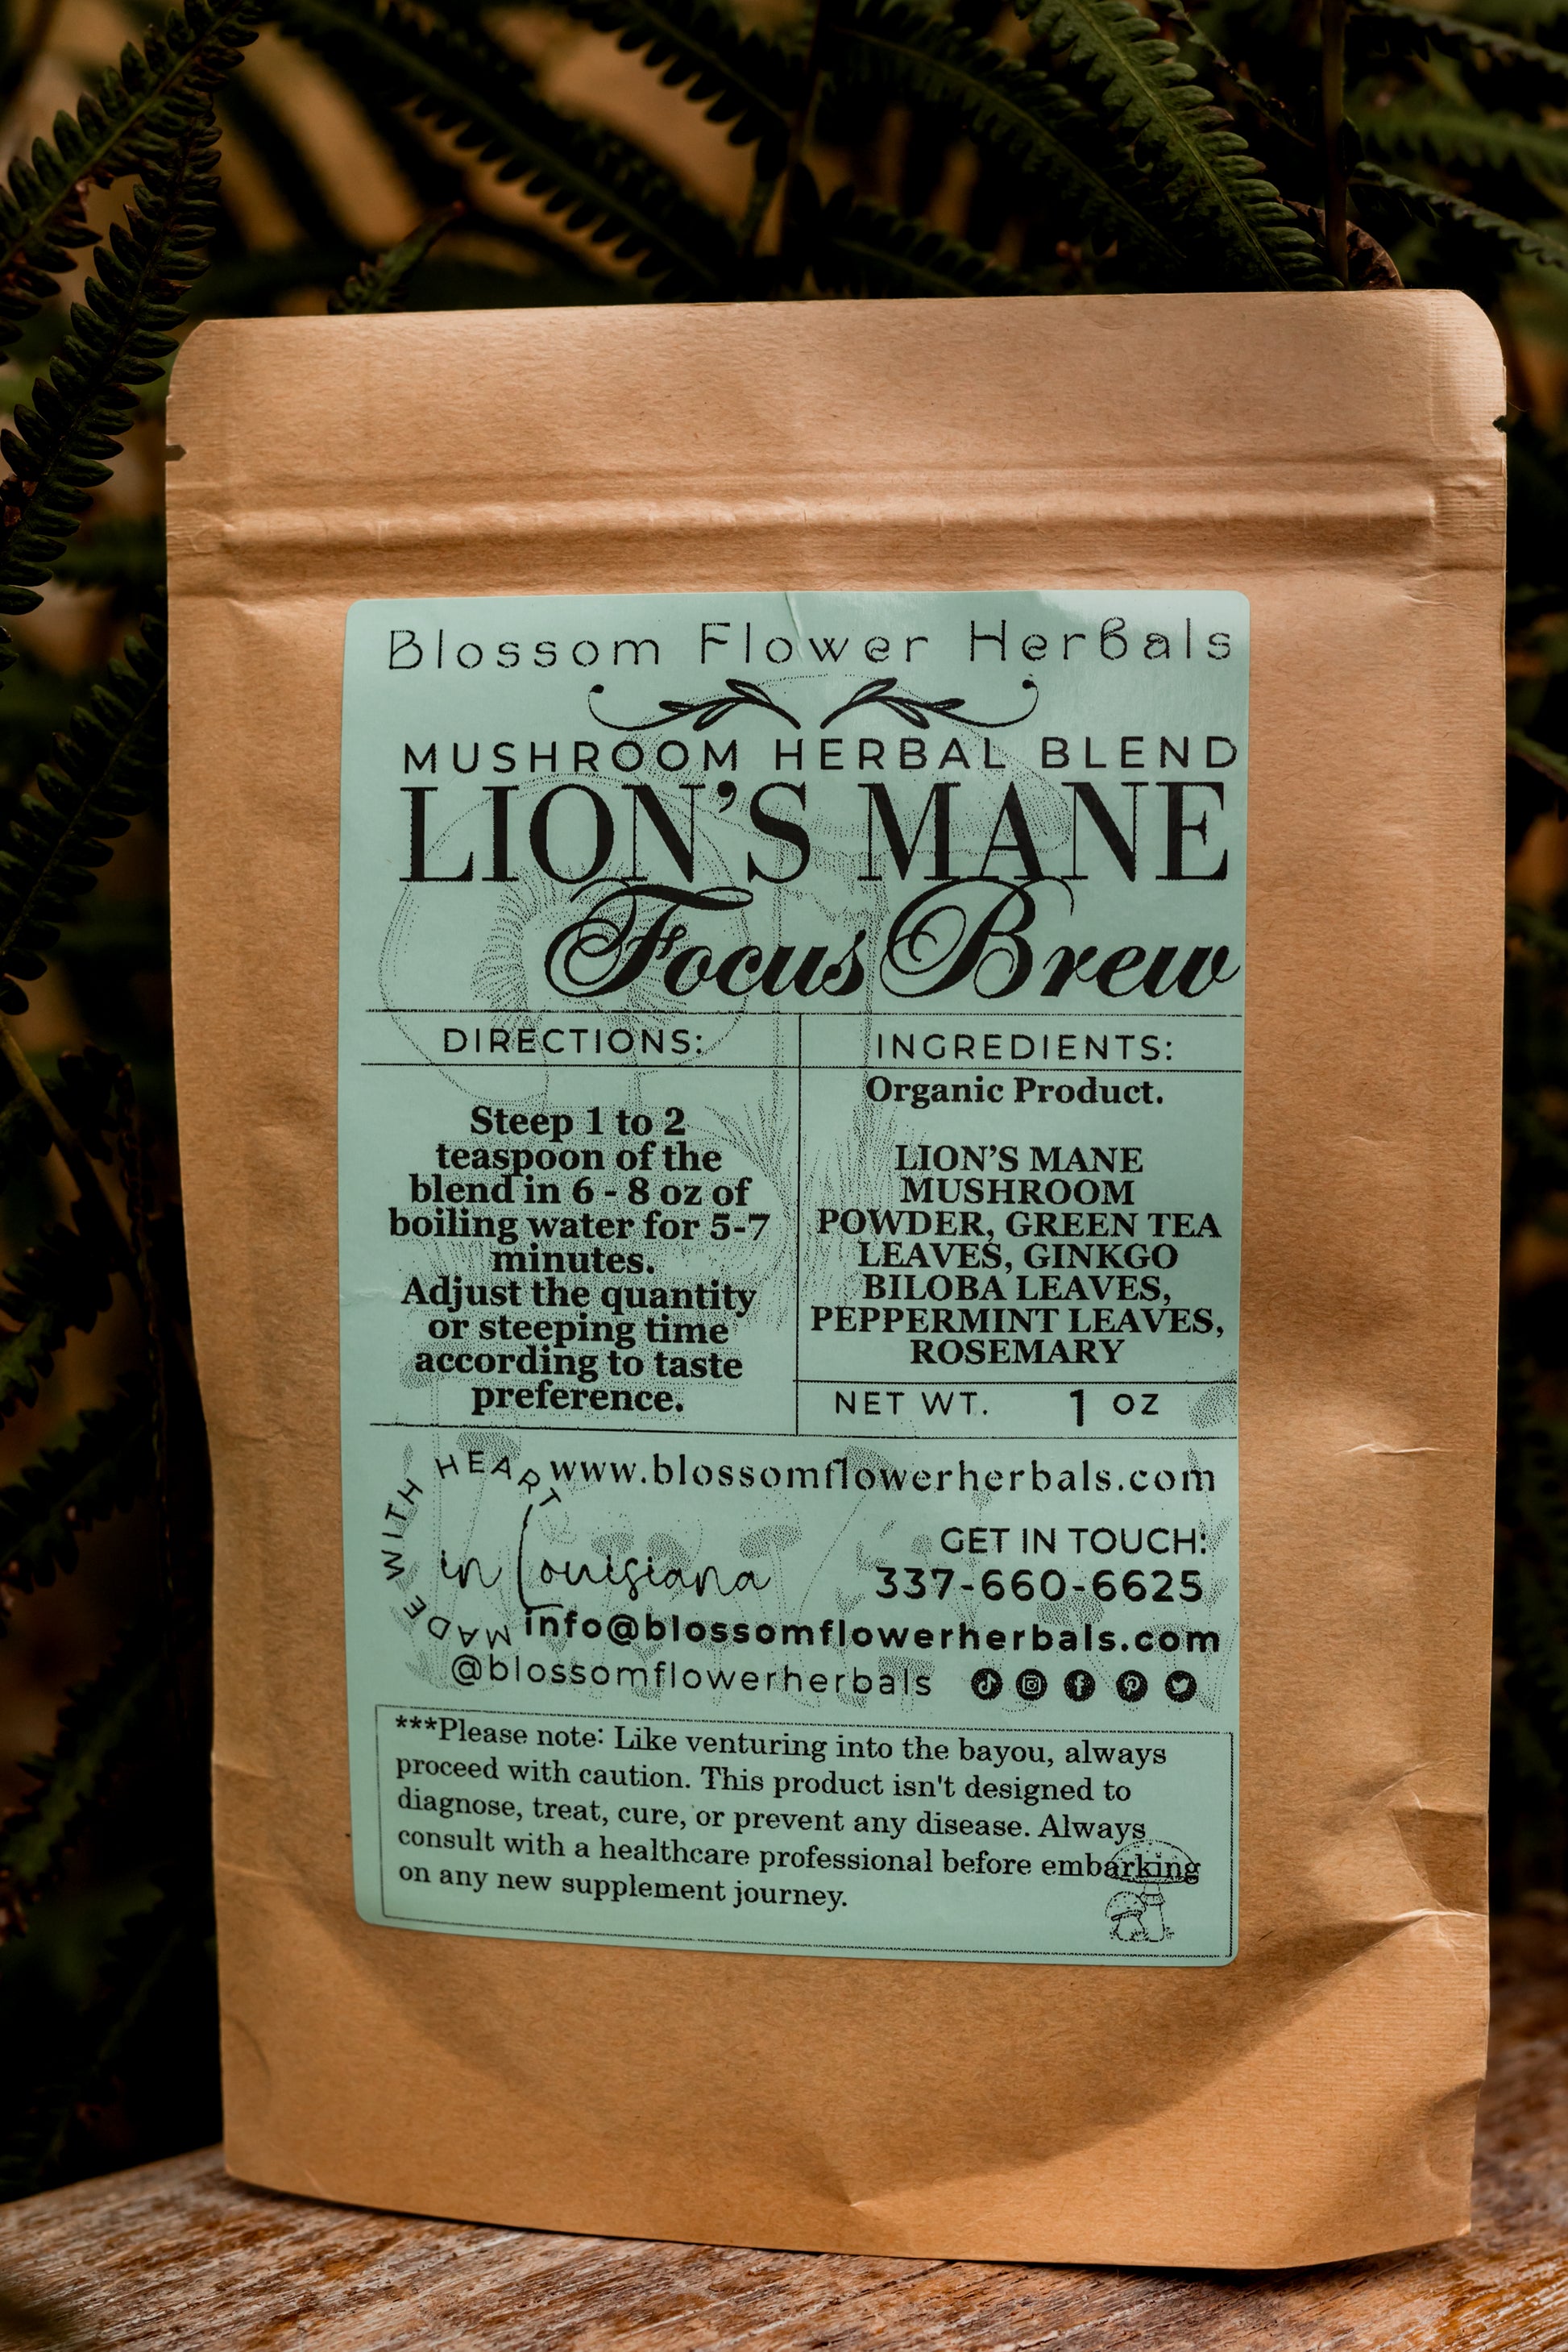 Blossom Flower Herbals
MUSHROOM HERBAL BLEND
LION'S MANE
Focus Brew
DIRECTIONS:
Steep 1 to 2
teaspoon of the
blend in 6 - 8 oz of
boiling water for 5-7
minutes.
Adjust the quantity
or steeping time
according to taste
preference.
INGREDIENTS:
Organic Product.
LION'S MANE
MUSHROOM
POWDER, GREEN TEA
LEAVES, GINKGO
BILOBA LEAVES,
PEPPERMINT LEAVES,
ROSEMARY
NET WT. 1 OZ
MADE WITH HEART
in Louisiana
www.blossomflowerherbals.com
GET IN TOUCH:
337-660-6625
info@blossomflowerherbals.com
@blossomflowerherbals
***Please note: Like venturing into the bayou, always
proceed with caution. This product isn't designed to
diagnose, treat, cure, or prevent any disease. Always
consult with a healthcare professional before embarking
on any new supplement journey.